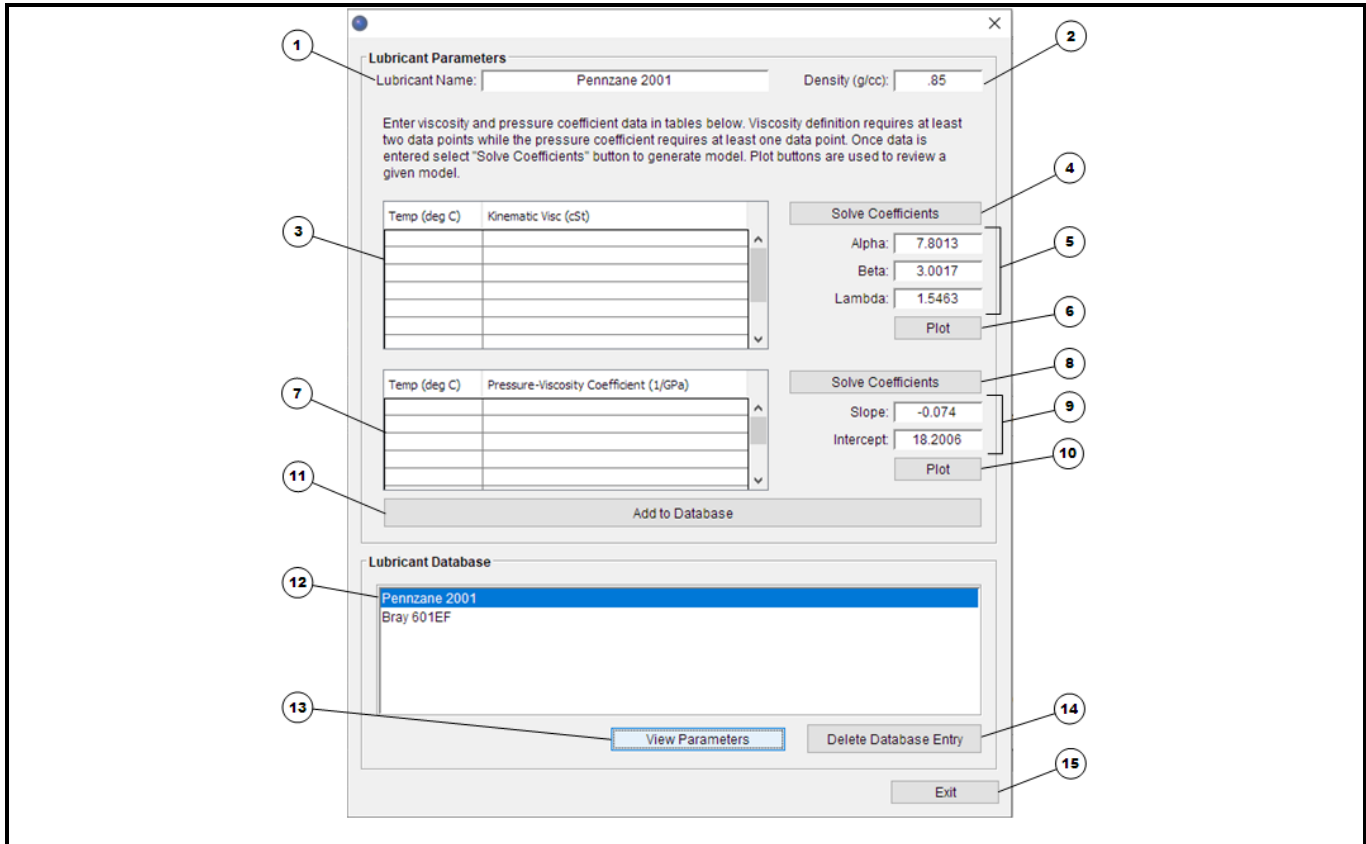 1
2
Lubricant Parameters
Lubricant Name: Pennzane 2001 Density (g/cc): .85
Enter viscosity and pressure coefficient data in tables below. Viscosity definition requires at least
two data points while the pressure coefficient requires at least one data point. Once data is
entered select "Solve Coefficients" button to generate model. Plot buttons are used to review a
given model.
4
Temp (deg C) Kinematic Visc (cSt) Solve Coefficients
3
Alpha: 7.8013
5
Beta: 3.0017
Lambda: 1.5463
6
Plot
8
Temp (deg C) Pressure-Viscosity Coefficient (1/GPa) Solve Coefficients
7
Slope: -0.074
9
Intercept: 18.2006
10
Plot
11
Add to Database
Lubricant Database
12
Pennzane 2001
Bray 601EF
13
14
View Parameters Delete Database Entry
15
Exit